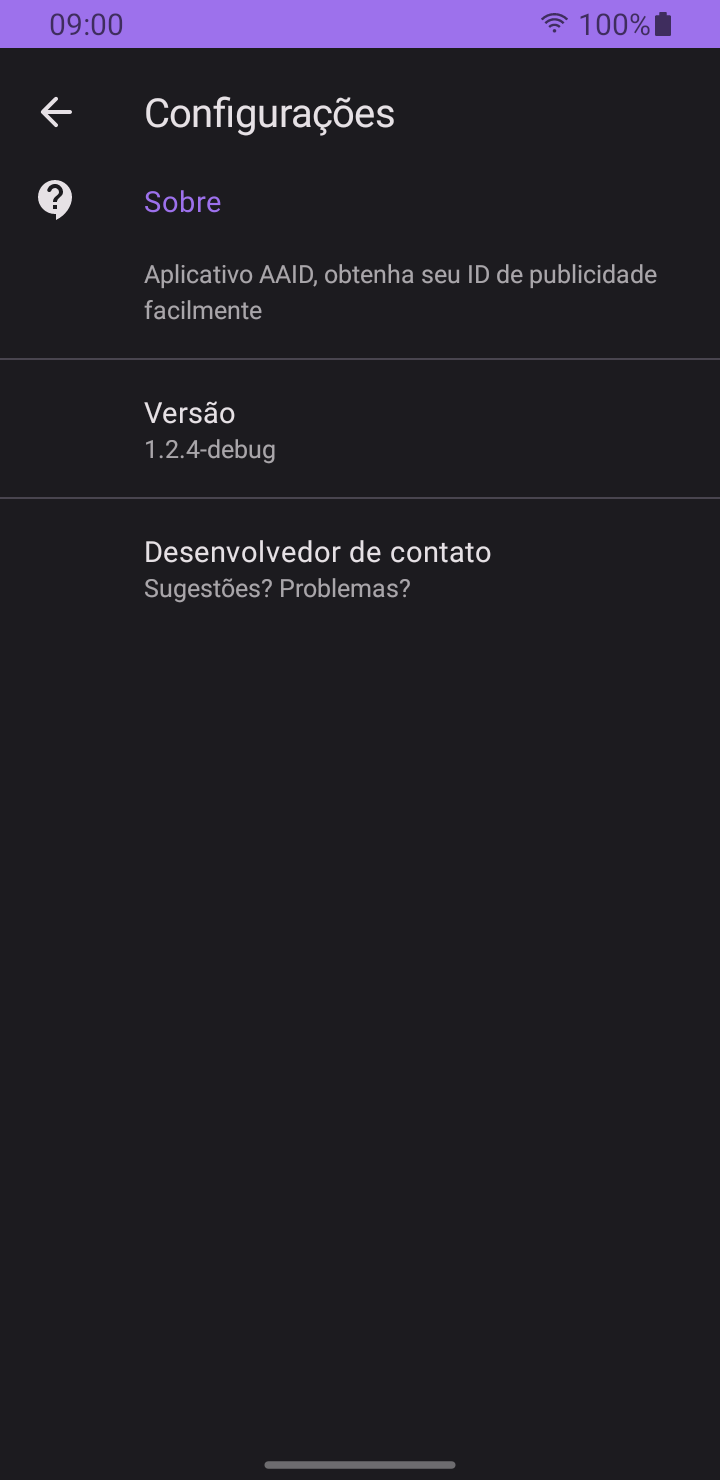 09:00 100%
Configurações
Sobre
Aplicativo AAID, obtenha seu ID de publicidade
facilmente
Versão
1.2.4-debug
Desenvolvedor de contato
Sugestões? Problemas?